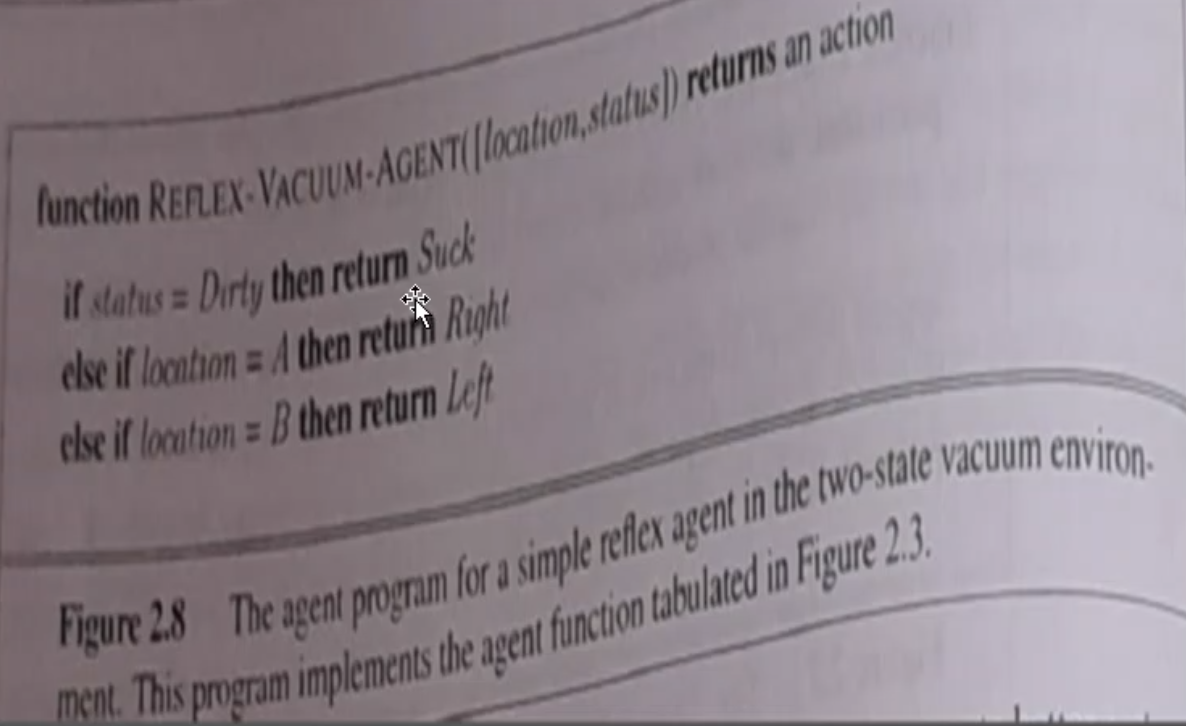 function REFLEX-VACUUM-AGENT([location,status]) returns an action
if status = Dirty then return Suck
else if location = A then return Right
else if location = B then return Left
Figure 2.8 The agent program for a simple reflex agent in the two-state vacuum environ-
ment. This program implements the agent function tabulated in Figure 2.3.